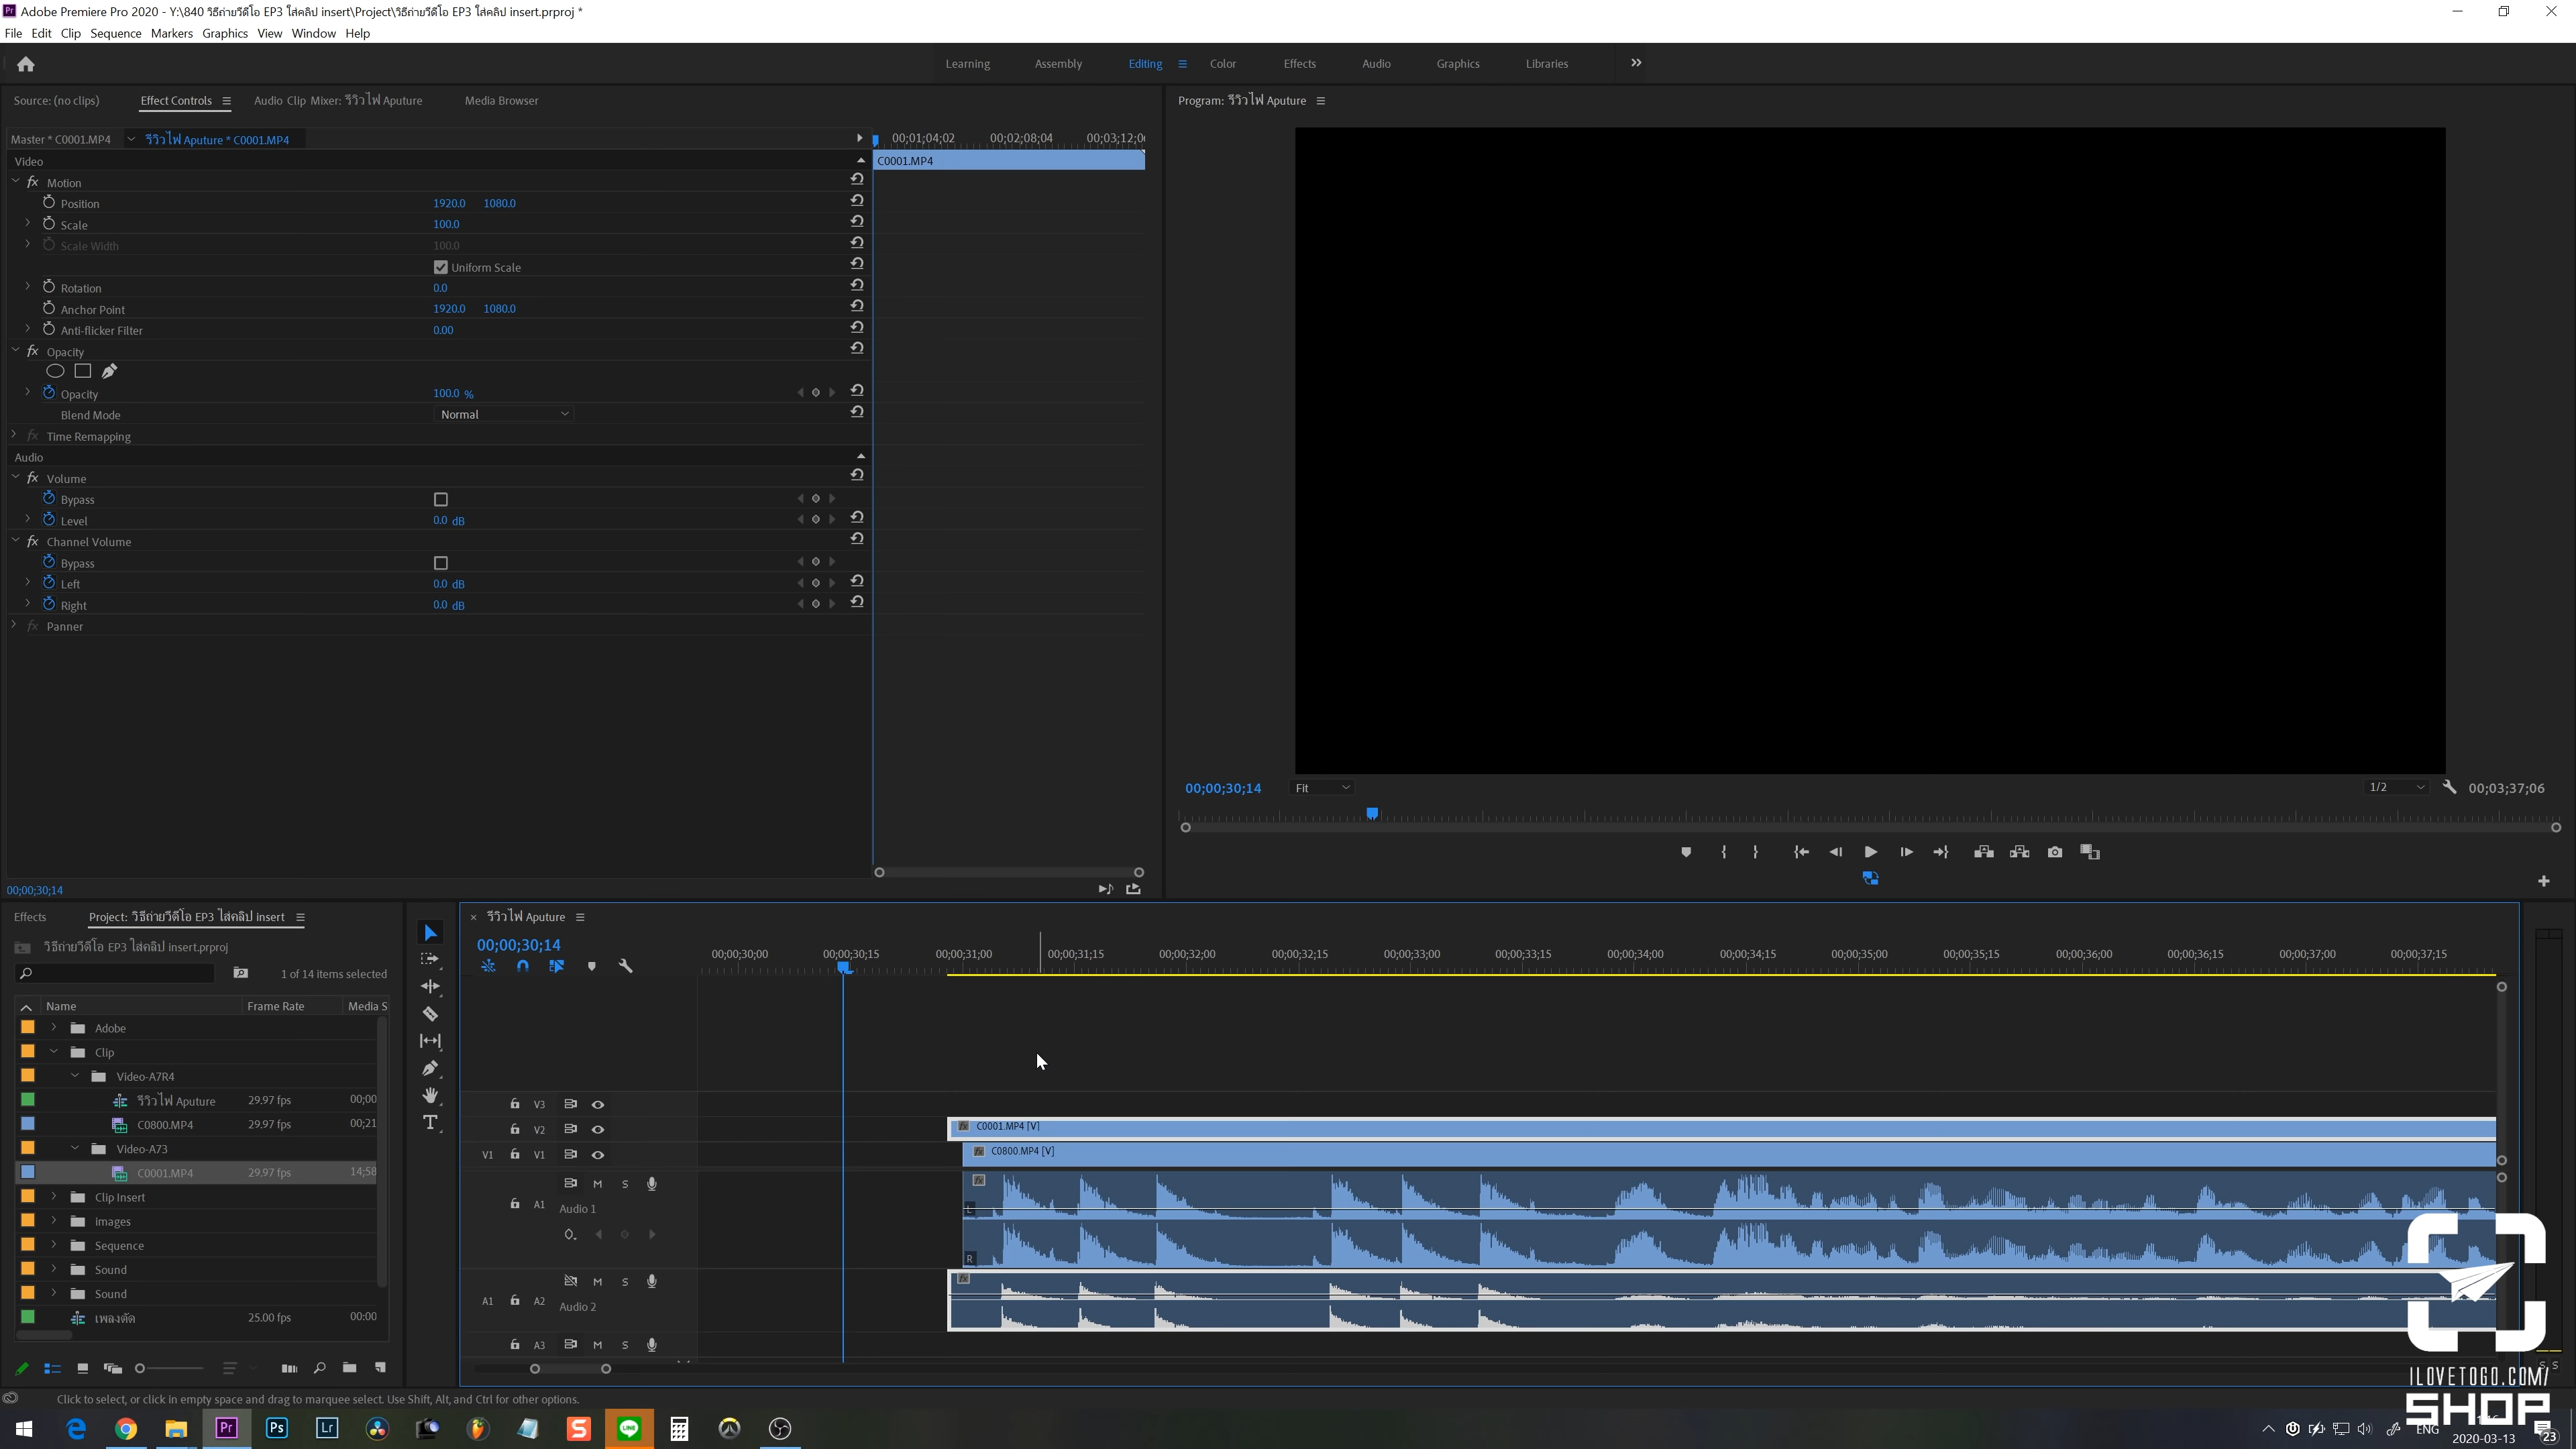 Adobe Premiere Pro 2020 - Y:\840 วิธีถ่ายวีดีโอ EP3 ใส่คลิป insert\Project\วิธีถ่ายวีดีโอ EP3 ใส่คลิป insert.prproj *
File Edit Clip Sequence Markers Graphics View Window Help
Learning Assembly Editing Color Effects Audio Graphics Libraries
Source: (no clips) Effect Controls Audio Clip Mixer: รีวิวไฟ Aputure Media Browser
Program: รีวิวไฟ Aputure
Master * C0001.MP4 รีวิวไฟ Aputure * C0001.MP4
00;01;04;02 00;02;08;04 00;03;12;0
Video
C0001.MP4
fx Motion
Position 1920.0 1080.0
Scale 100.0
Scale Width 100.0
Uniform Scale
Rotation 0.0
Anchor Point 1920.0 1080.0
Anti-flicker Filter 0.00
fx Opacity
Opacity 100.0 %
Blend Mode Normal
fx Time Remapping
Audio
fx Volume
Bypass
Level 0.0 dB
fx Channel Volume
Bypass
Left 0.0 dB
Right 0.0 dB
fx Panner
00;00;30;14
00;00;30;14 Fit 1/2 00;03;37;06
Effects Project: วิธีถ่ายวีดีโอ EP3 ใส่คลิป insert
วิธีถ่ายวีดีโอ EP3 ใส่คลิป insert.prproj
1 of 14 items selected
Name Frame Rate Media S
Adobe
Clip
Video-A7R4
รีวิวไฟ Aputure 29.97 fps 00;00
C0800.MP4 29.97 fps 00;21
Video-A73
C0001.MP4 29.97 fps 14;58
Clip Insert
images
Sequence
Sound
Sound
เพลงตัด 25.00 fps 00:00
× รีวิวไฟ Aputure
00;00;30;14
00;00;30;00 00;00;30;15 00;00;31;00 00;00;31;15 00;00;32;00 00;00;32;15 00;00;33;00 00;00;33;15 00;00;34;00 00;00;34;15 00;00;35;00 00;00;35;15 00;00;36;00 00;00;36;15 00;00;37;00 00;00;37;15
V3
V2
fx C0001.MP4 [V]
V1 V1
fx C0800.MP4 [V]
M S
A1 Audio 1
fx
L
R
M S
A1 A2 Audio 2
fx
A3 M S
S S
Click to select, or click in empty space and drag to marquee select. Use Shift, Alt, and Ctrl for other options.
ILOVETOGO.COM/
SHOP
Pr Ps Lr S LINE
ENG
2020-03-13
23